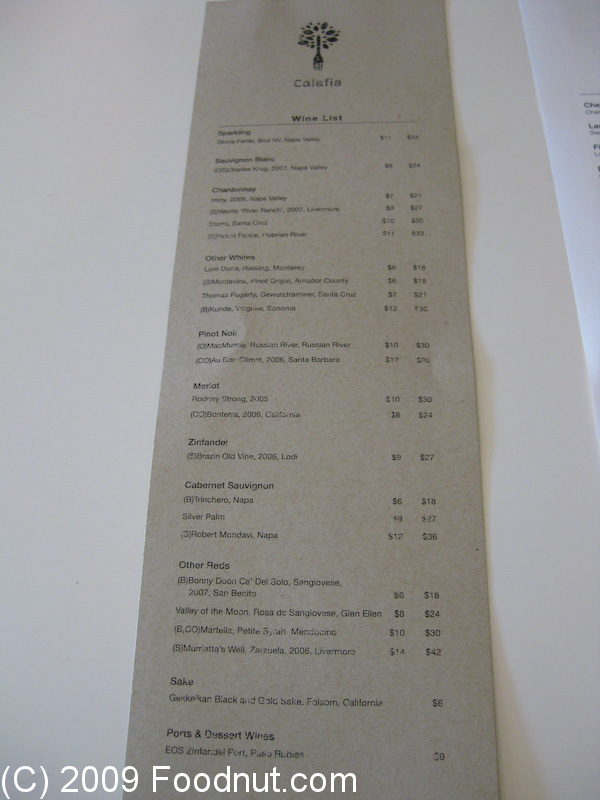 Calafia
Wine List
Sparkling
Gloria Ferrer, Brut NV, Napa Valley $11 $33
Sauvignon Blanc
(OS)Charles Krug, 2007, Napa Valley $8 $24
Chardonnay
Irony, 2006, Napa Valley $7 $21
(S)Wente "River Ranch", 2007, Livermore $9 $27
Storrs, Santa Cruz $10 $30
(S)Picket Fence, Russian River $11 $33
Other Whites
Lore Doria, Riesling, Monterey $6 $18
(S)Montevina, Pinot Grigio, Amador County $6 $18
Thomas Fogarty, Gewurstraminer, Santa Cruz $7 $21
(B)Kunde, Viognier, Sonoma $12
Pinot Noir
(O)MacMurray, Russian River, Russian River $10 $30
(CO)Au Bon Climat, 2006, Santa Barbara $12
Merlot
Rodney Strong, 2005 $10 $30
(CO)Bonterra, 2006, California $8 $24
Zinfandel
(S)Brazin Old Vine, 2006, Lodi $9 $27
Cabernet Sauvignon
(B)Trinchero, Napa $6 $18
Silver Palm $9 $27
(S)Robert Mondavi, Napa $12 $36
Other Reds
(B)Bonny Doon Ca' Del Solo, Sangiovese,
2007, San Benito $6 $18
Valley of the Moon, Rosa de Sangiovese, Glen Ellen $8 $24
(B,CO)Martella, Petite Syrah Mendocino $10 $30
(S)Murrietta's Well, Zarzuela, 2006, Livermore $14 $42
Sake
Gekkeikan Black and Gold Sake, Folsom, California $6
Ports & Dessert Wines
EOS Zinfandel Port, Paso Robles $9
(C) 2009 Foodnut.com